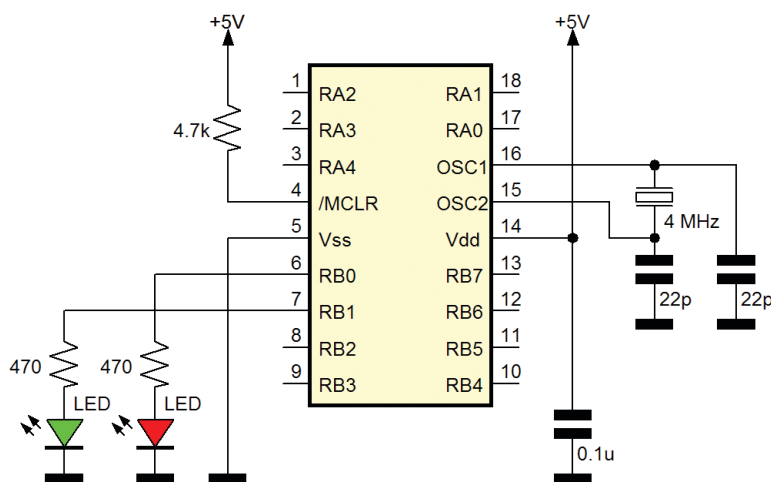 +5V
+5V
4.7k
1 RA2 RA1 18
2 RA3 RA0 17
3 RA4 OSC1 16
4 /MCLR OSC2 15
4 MHz
5 Vss Vdd 14
6 RB0 RB7 13
7 RB1 RB6 12
22p 22p
8 RB2 RB5 11
470 470
9 RB3 RB4 10
LED LED
0.1u